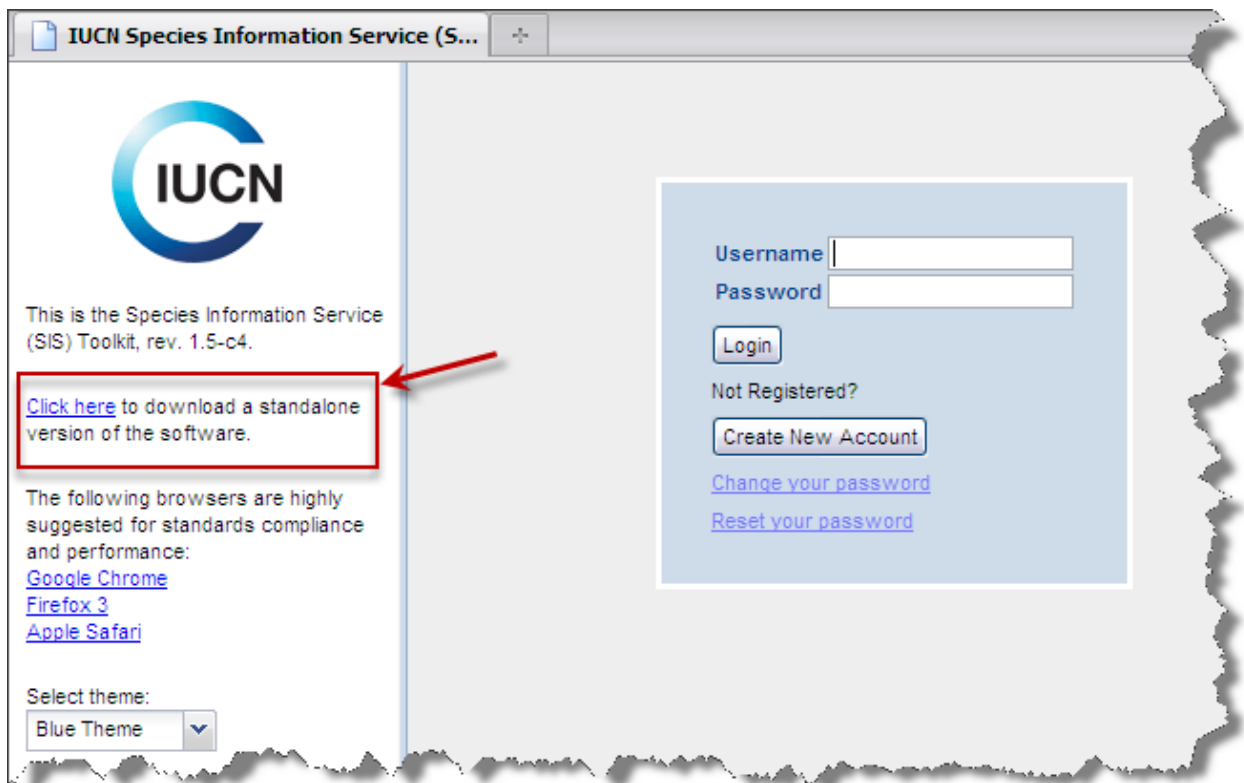 IUCN Species Information Service (S...
IUCN
This is the Species Information Service
(SIS) Toolkit, rev. 1.5-c4.
Click here to download a standalone
version of the software.
The following browsers are highly
suggested for standards compliance
and performance:
Google Chrome
Firefox 3
Apple Safari
Select theme:
Blue Theme
Username
Password
Login
Not Registered?
Create New Account
Change your password
Reset your password